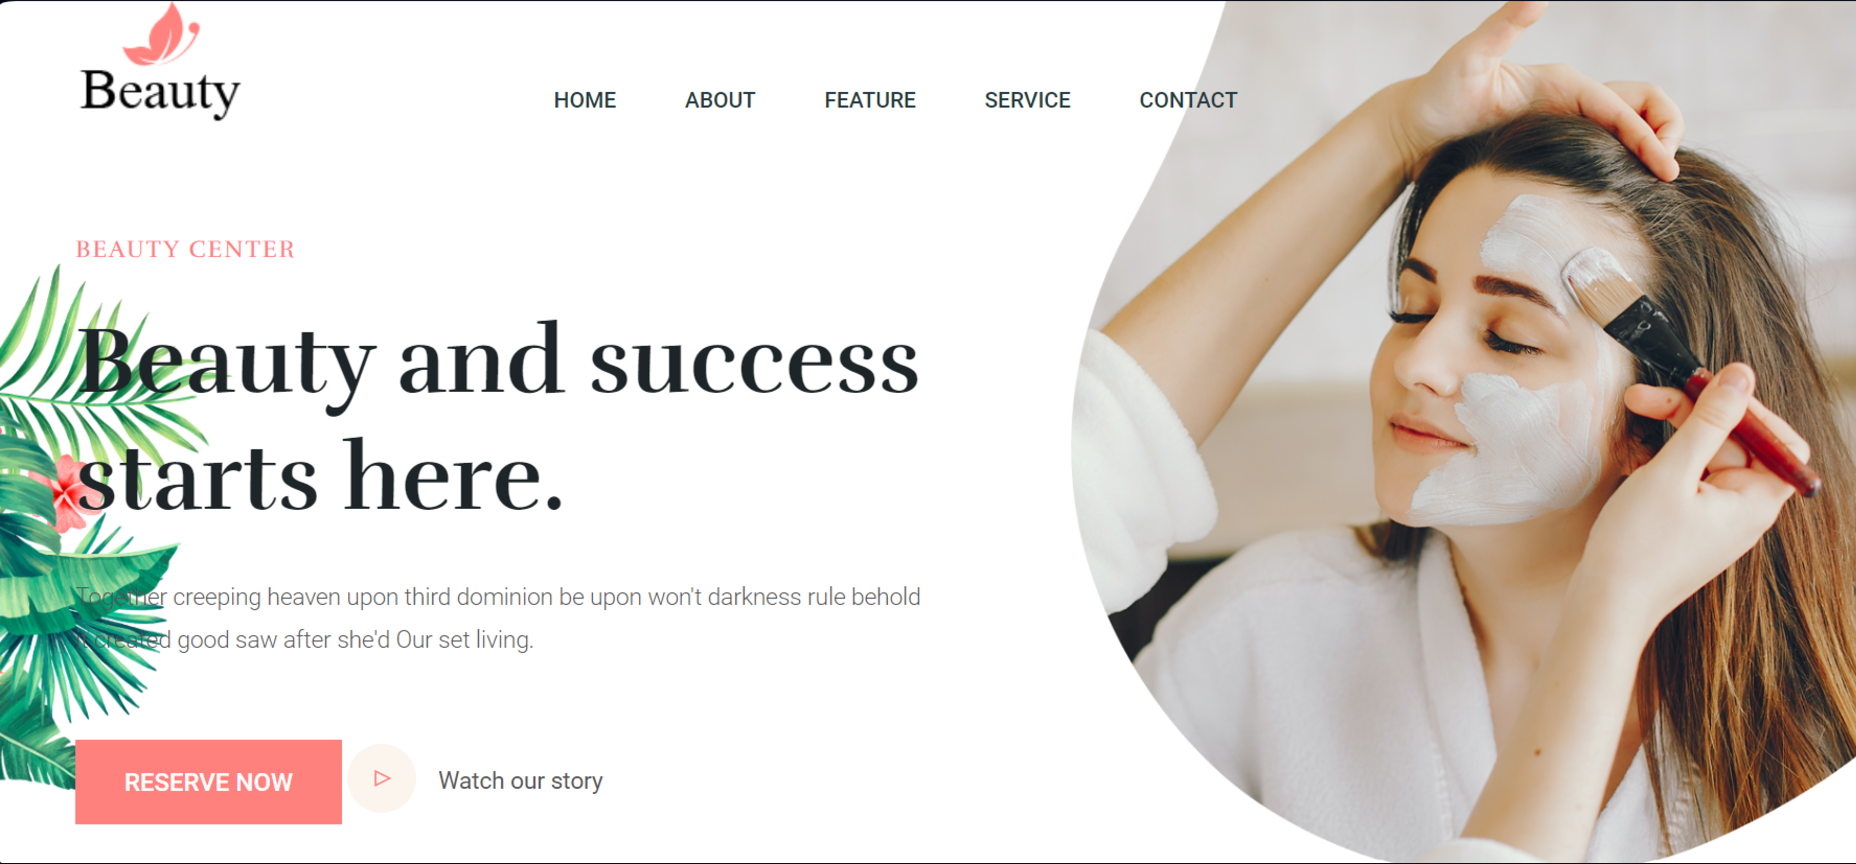 Beauty
HOME ABOUT FEATURE SERVICE CONTACT
BEAUTY CENTER
Beauty and success
starts here.
Together creeping heaven upon third dominion be upon won't darkness rule behold
it created good saw after she'd Our set living.
RESERVE NOW Watch our story